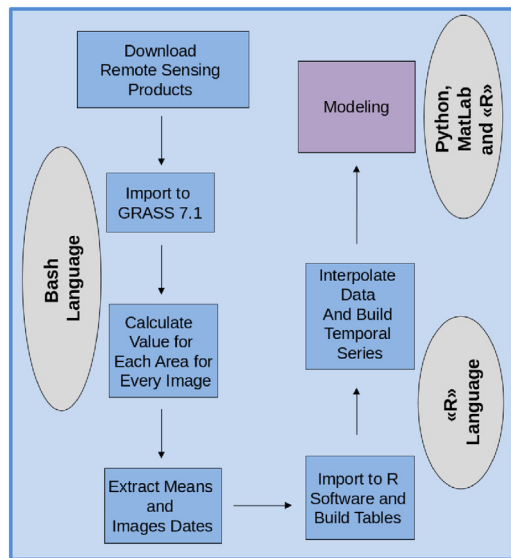 Download
Remote Sensing
Products
Import to
GRASS 7.1
Calculate
Value for
Each Area for
Every Image
Extract Means
and
Images Dates
Import to R
Software and
Build Tables
Interpolate
Data
And Build
Temporal
Series
Modeling
Bash
Language
«R»
Language
Python,
MatLab
and «R»